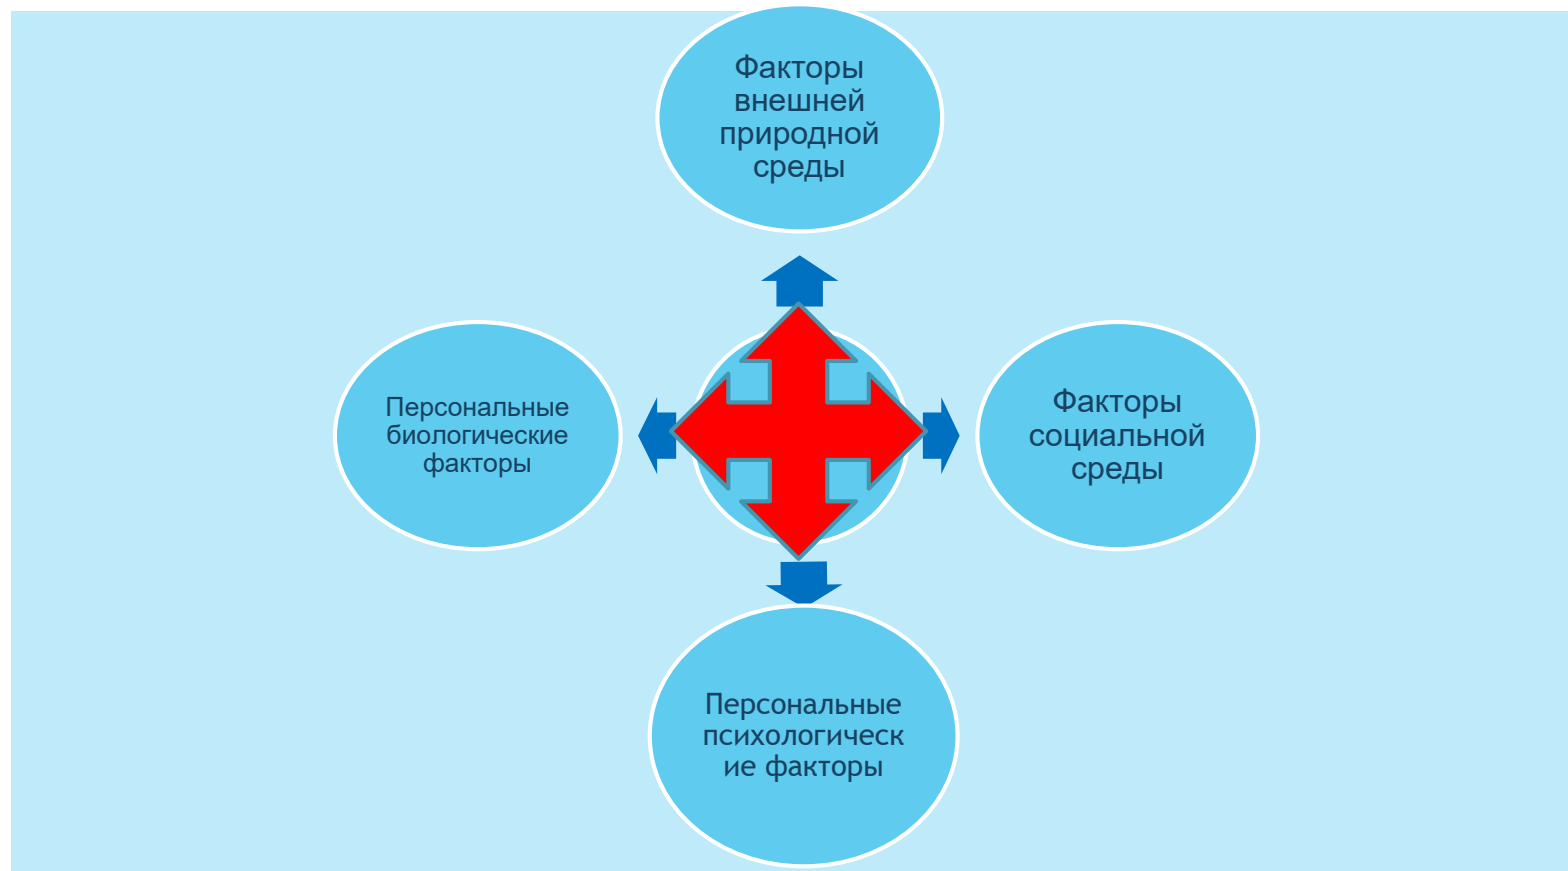 Факторы
внешней
природной
среды
Персональные
биологические
факторы
Факторы
социальной
среды
Персональные
психологическ
ие факторы